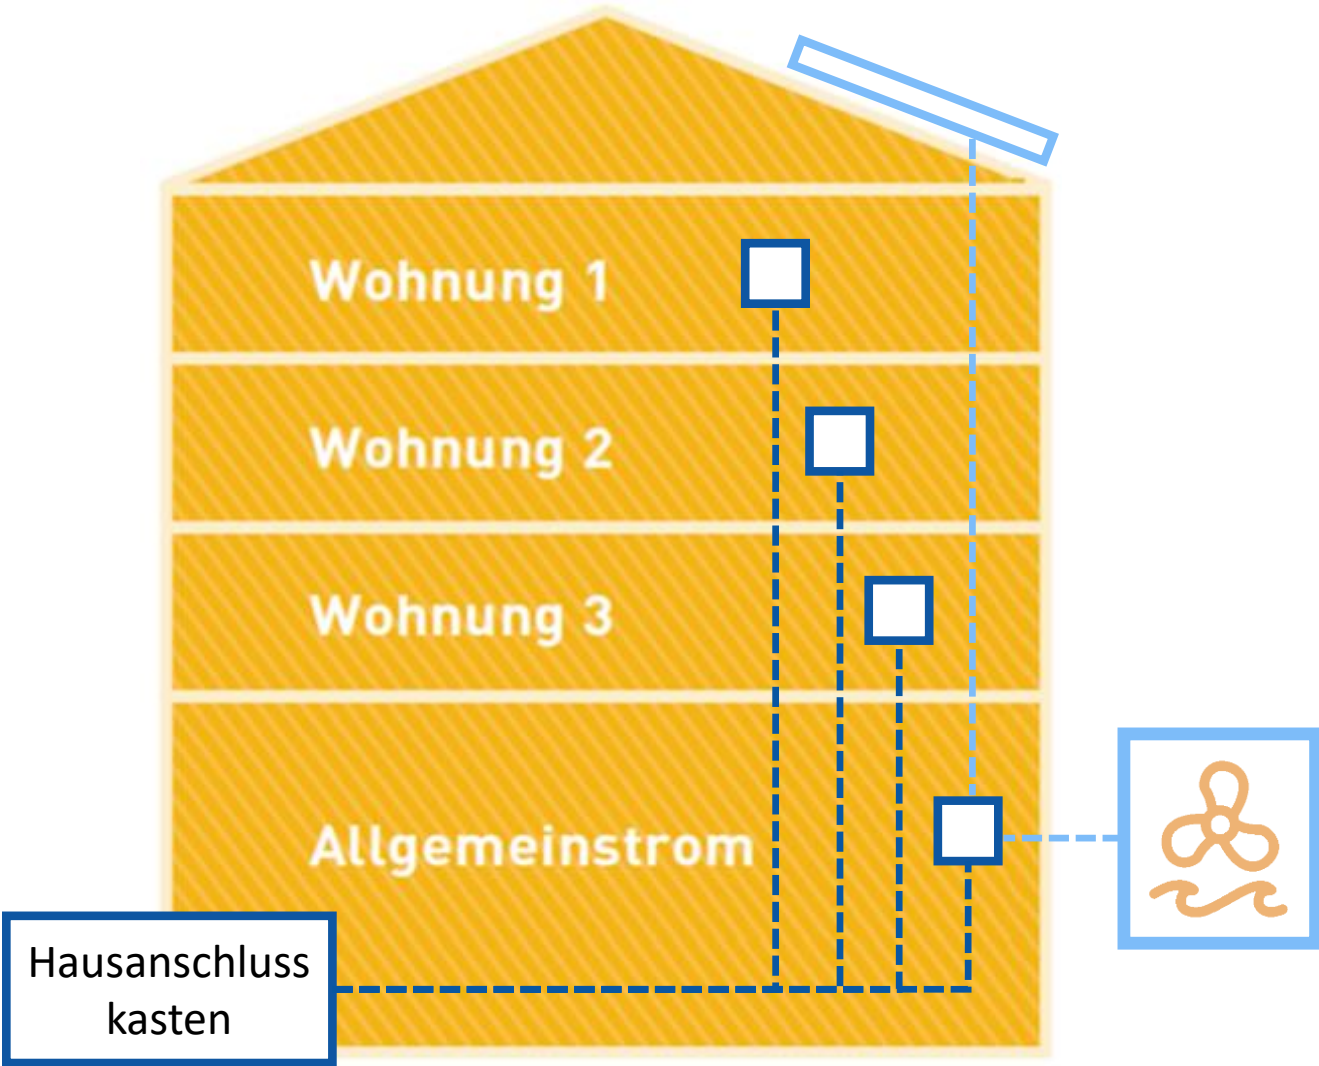 Wohnung 1
Wohnung 2
Wohnung 3
Allgemeinstrom
Hausanschluss
kasten